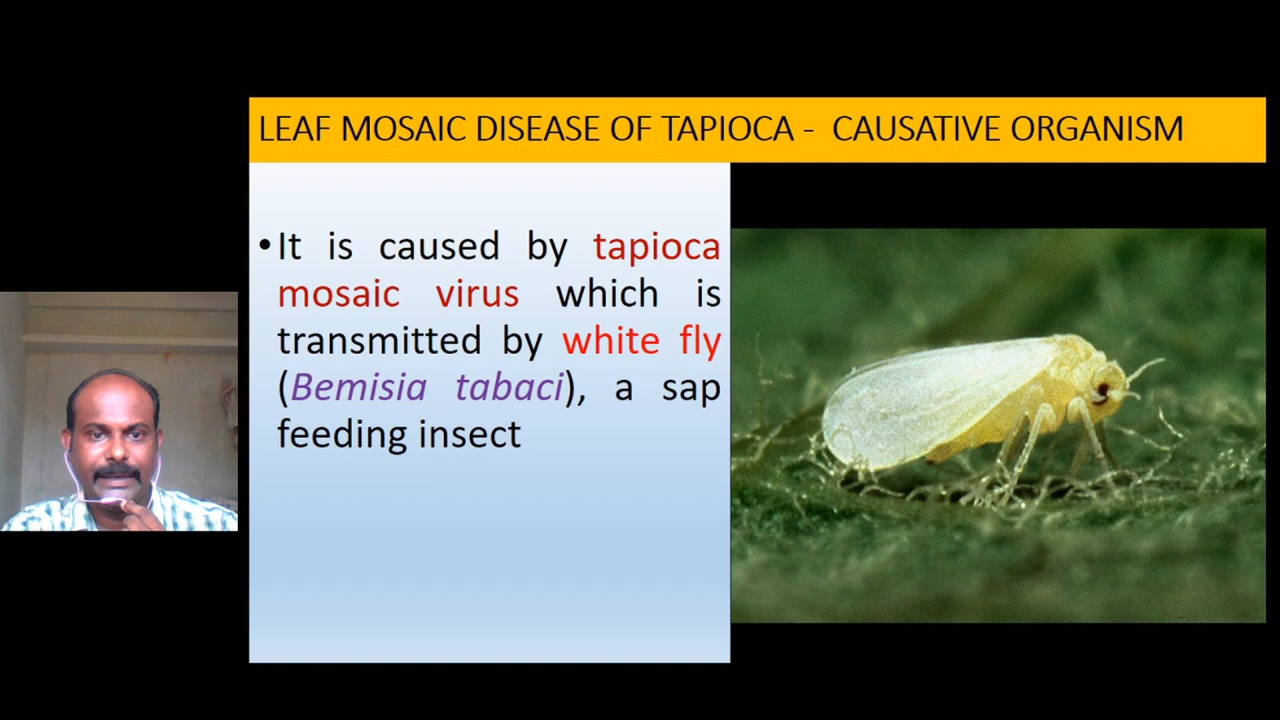 LEAF MOSAIC DISEASE OF TAPIOCA - CAUSATIVE ORGANISM
•It is caused by tapioca
mosaic virus which is
transmitted by white fly
(Bemisia tabaci), a sap
feeding insect